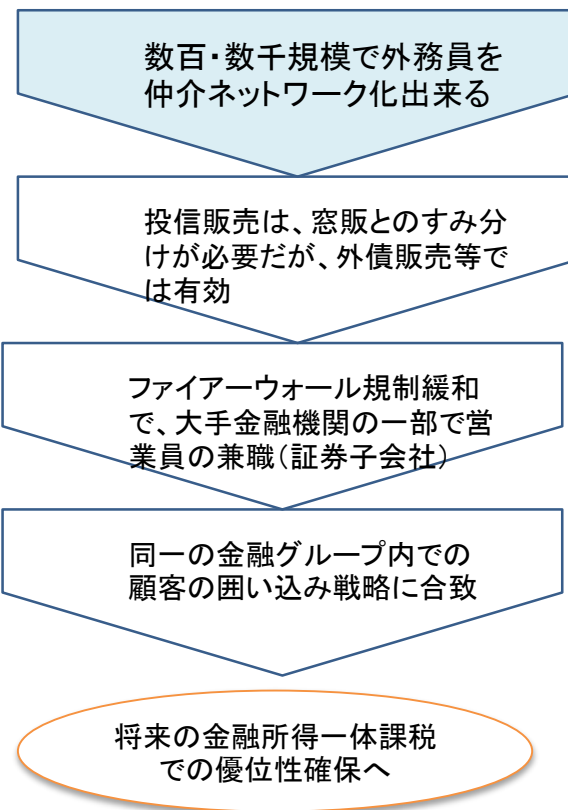 数百・数千規模で外務員を
仲介ネットワーク化出来る
投信販売は、窓販とのすみ分
けが必要だが、外債販売等で
は有効
ファイアーウォール規制緩和
で、大手金融機関の一部で営
業員の兼職（証券子会社）
同一の金融グループ内での
顧客の囲い込み戦略に合致
将来の金融所得一体課税
での優位性確保へ